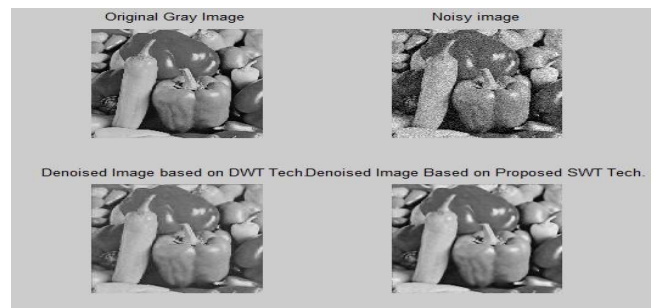 Original Gray Image
Noisy image
Denoised Image based on DWT Tech.
Denoised Image Based on Proposed SWT Tech.